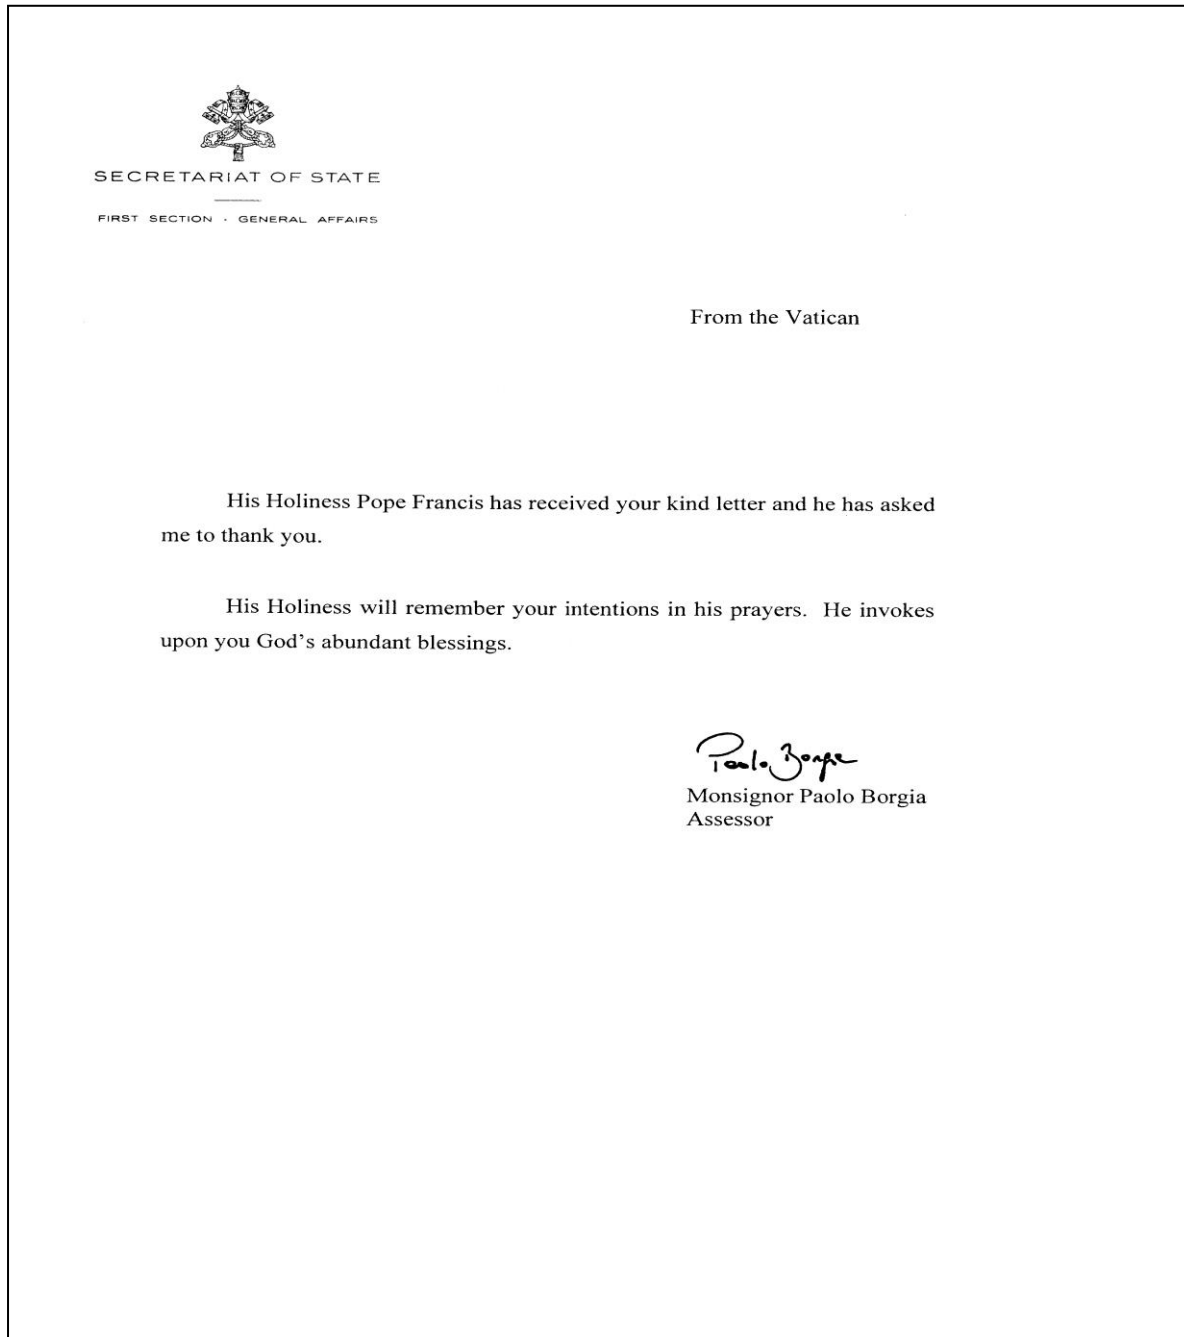 SECRETARIAT OF STATE
FIRST SECTION · GENERAL AFFAIRS
From the Vatican
His Holiness Pope Francis has received your kind letter and he has asked
me to thank you.
His Holiness will remember your intentions in his prayers. He invokes
upon you God’s abundant blessings.
Paolo Borgia
Monsignor Paolo Borgia
Assessor